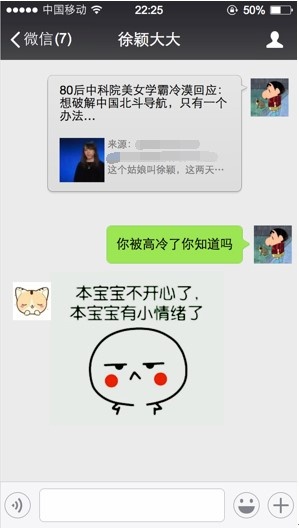 中国移动 22:25 50%
微信(7) 徐颖大大
80后中科院美女学霸冷漠回应：
想破解中国北斗导航，只有一个
办法…
来源：
这个姑娘叫徐颖，这两天…
你被高冷了你知道吗
本宝宝不开心了，
本宝宝有小情绪了